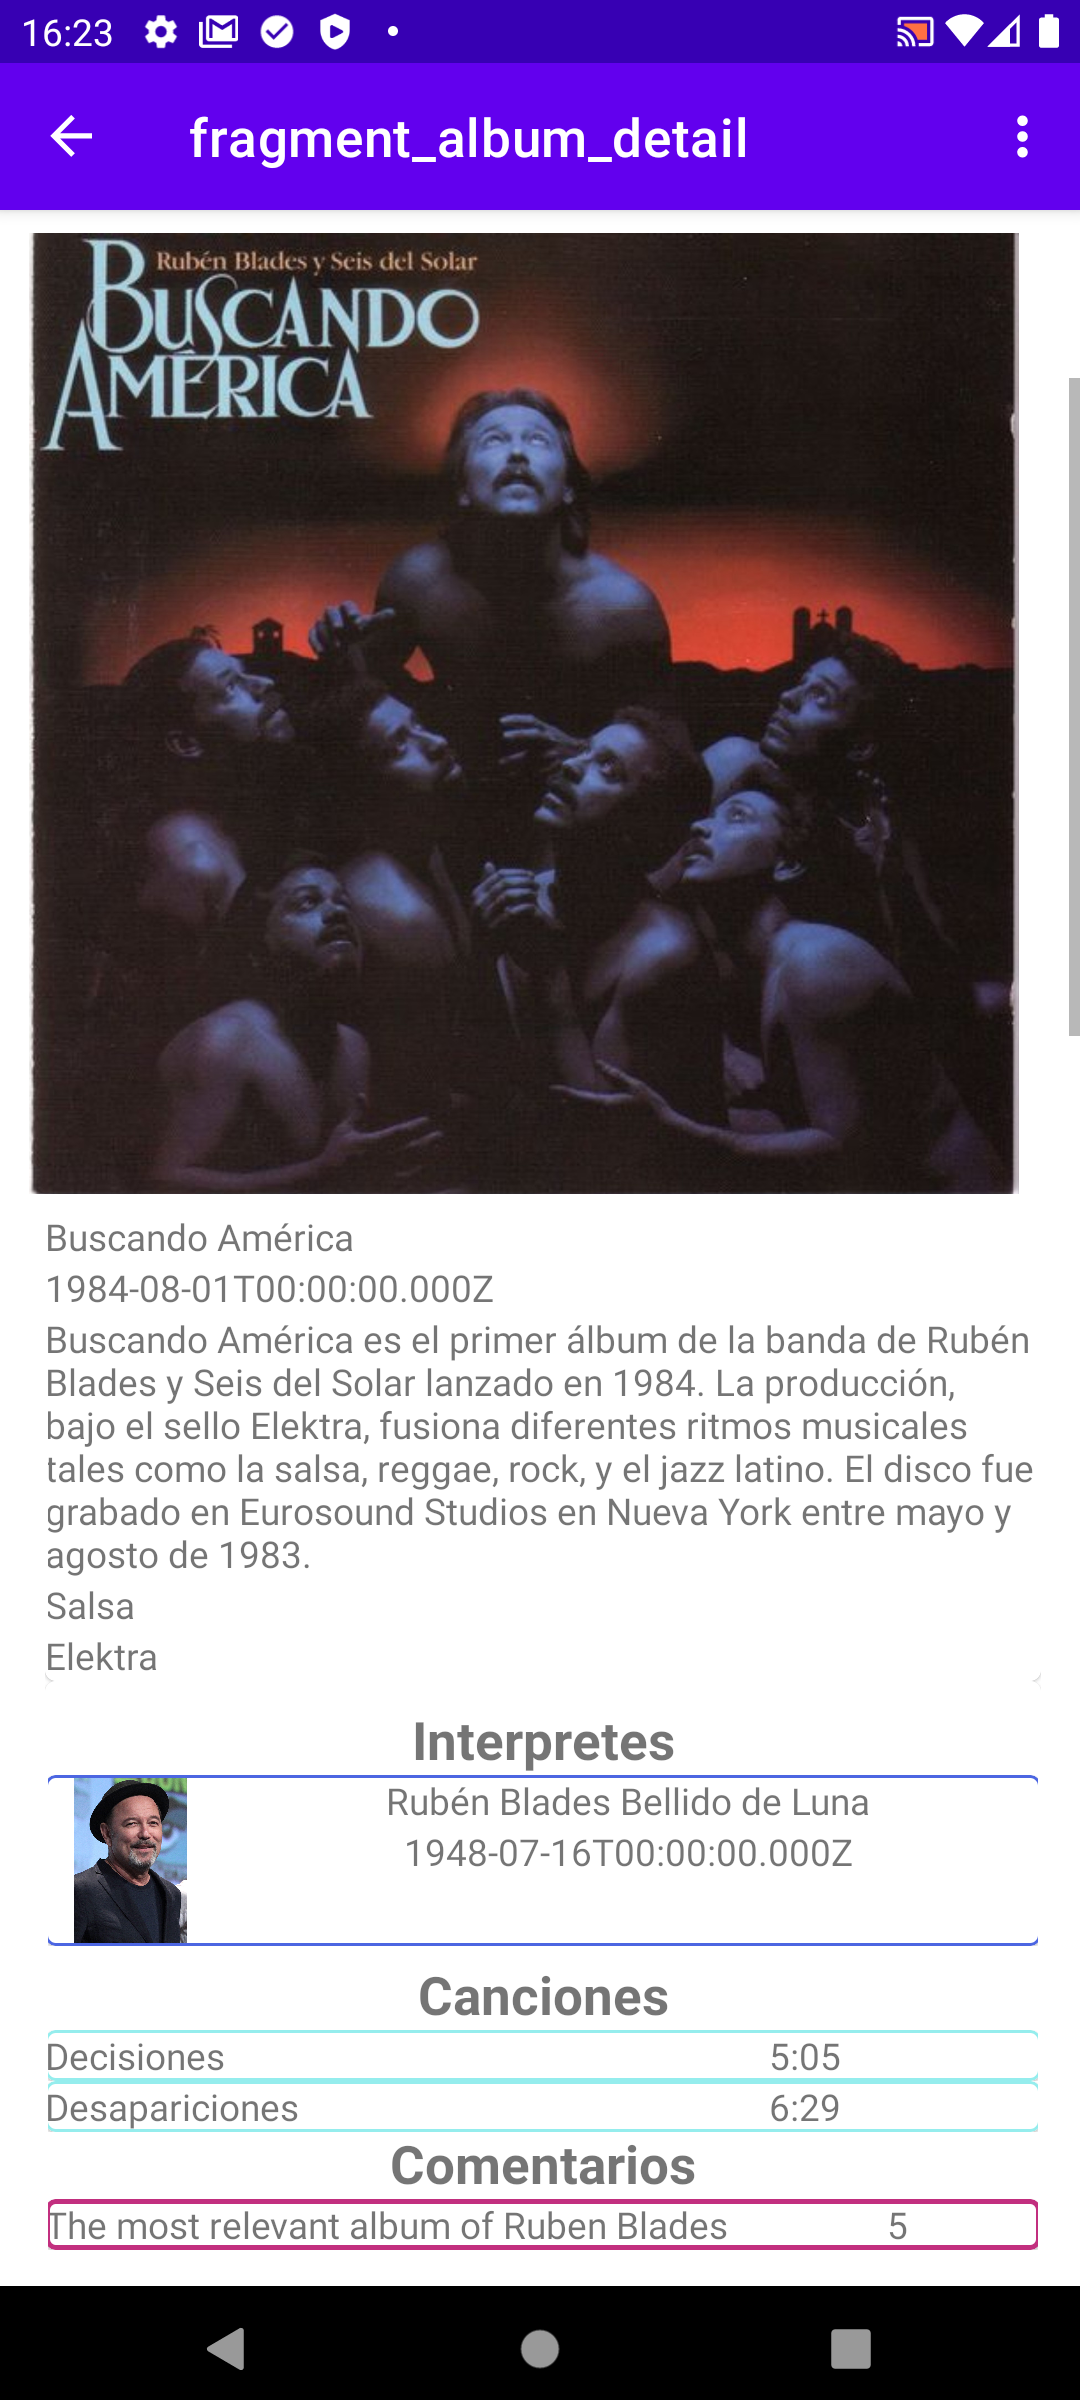 16:23
fragment_album_detail
Rubén Blades y Seis del Solar
BUSCANDO
AMÉRICA
Buscando América
1984-08-01T00:00:00.000Z
Buscando América es el primer álbum de la banda de Rubén
Blades y Seis del Solar lanzado en 1984. La producción,
bajo el sello Elektra, fusiona diferentes ritmos musicales
tales como la salsa, reggae, rock, y el jazz latino. El disco fue
grabado en Eurosound Studios en Nueva York entre mayo y
agosto de 1983.
Salsa
Elektra
Interpretes
Rubén Blades Bellido de Luna
1948-07-16T00:00:00.000Z
Canciones
Decisiones 5:05
Desapariciones 6:29
Comentarios
The most relevant album of Ruben Blades 5